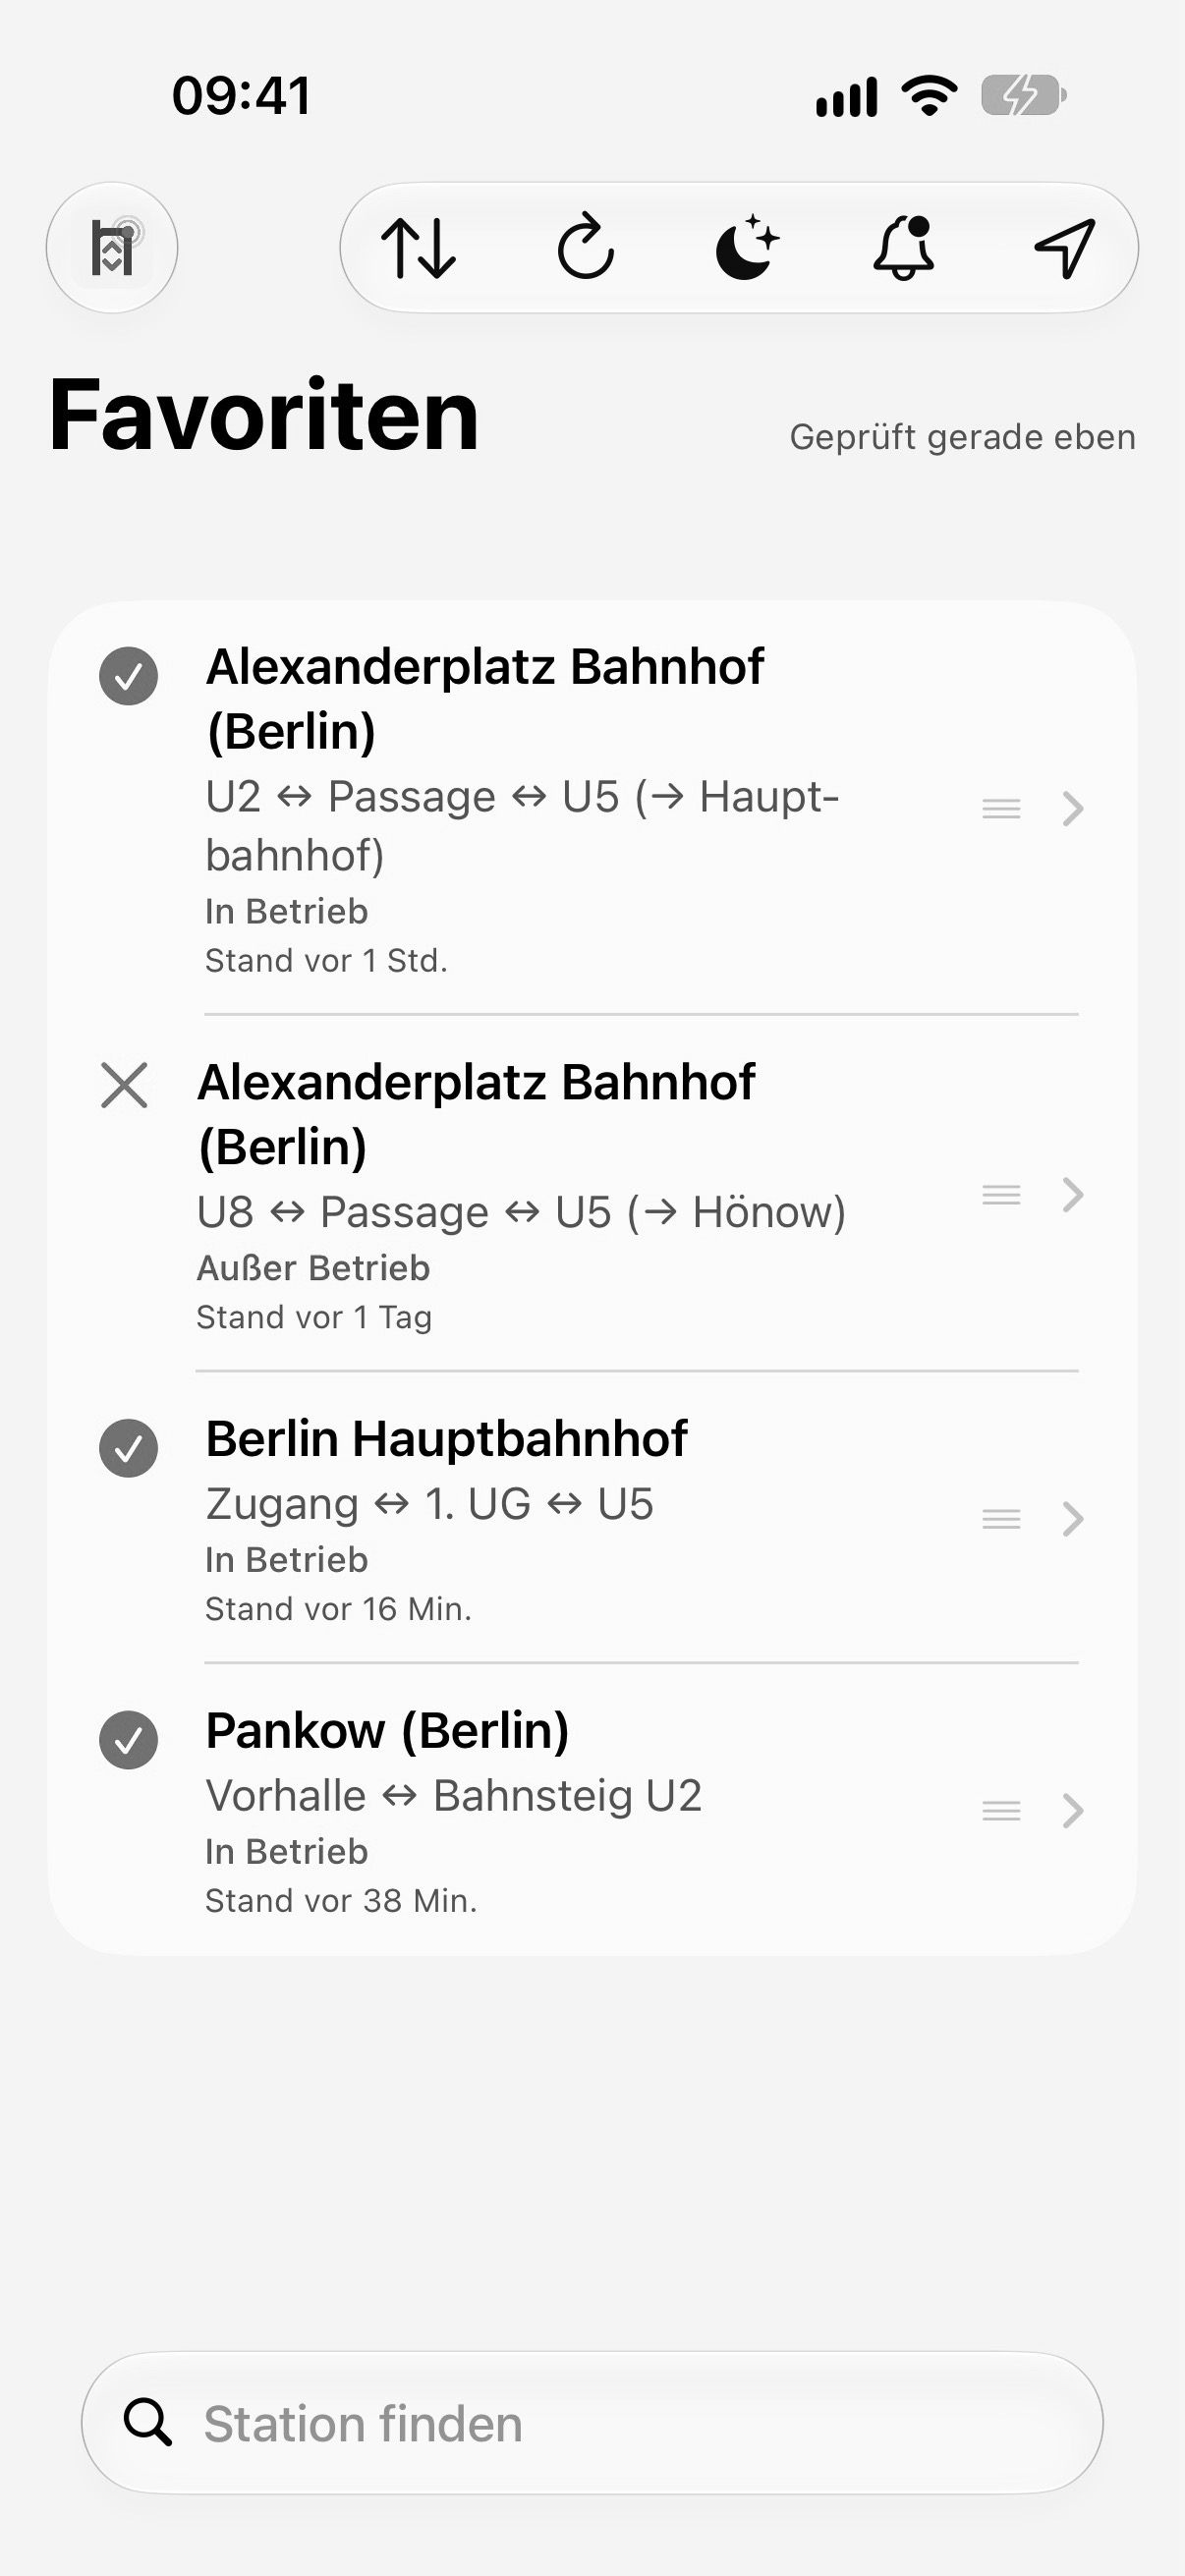 09:41
Favoriten
Geprüft gerade eben
Alexanderplatz Bahnhof
(Berlin)
U2 ↔ Passage ↔ U5 (→ Haupt-
bahnhof)
In Betrieb
Stand vor 1 Std.
Alexanderplatz Bahnhof
(Berlin)
U8 ↔ Passage ↔ U5 (→ Hönow)
Außer Betrieb
Stand vor 1 Tag
Berlin Hauptbahnhof
Zugang ↔ 1. UG ↔ U5
In Betrieb
Stand vor 16 Min.
Pankow (Berlin)
Vorhalle ↔ Bahnsteig U2
In Betrieb
Stand vor 38 Min.
Station finden